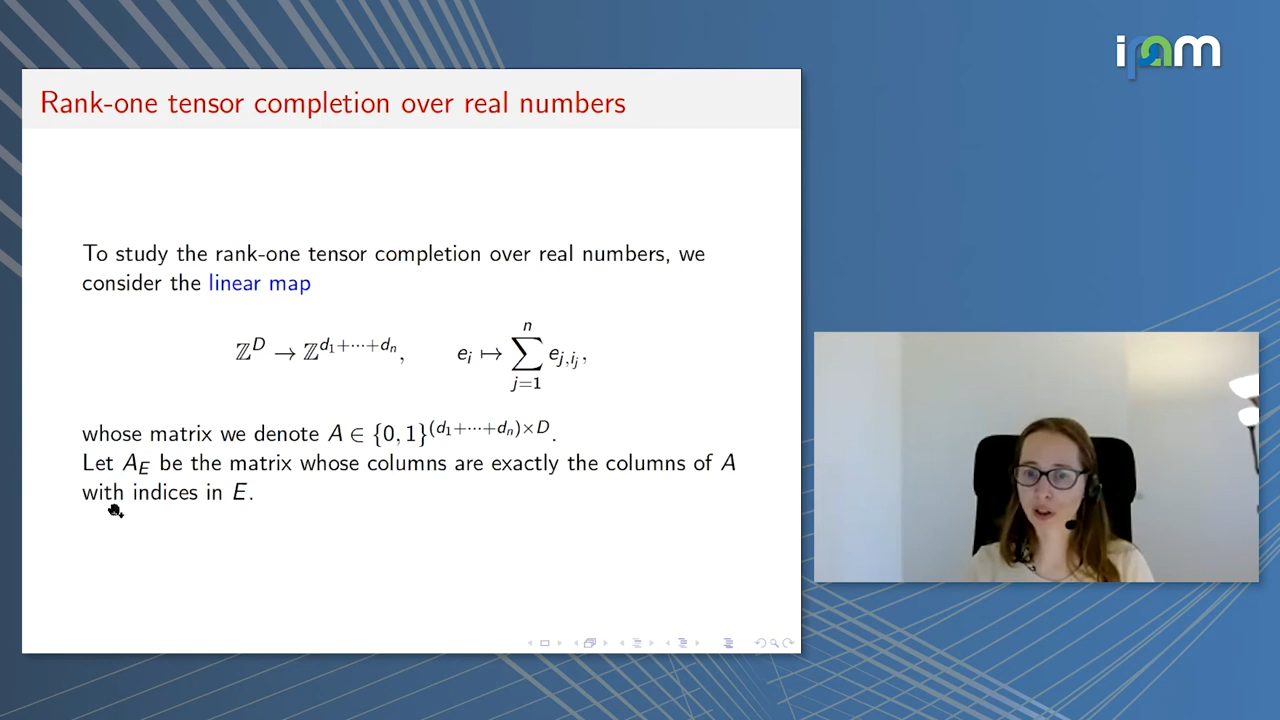 ipam
Rank-one tensor completion over real numbers
To study the rank-one tensor completion over real numbers, we
consider the linear map
ℤ^D → ℤ^{d_1+⋯+d_n}, e_i ↦ ∑_{j=1}^{n} e_{j,i_j},
whose matrix we denote A ∈ {0, 1}^{(d_1+⋯+d_n)×D}.
Let A_E be the matrix whose columns are exactly the columns of A
with indices in E.